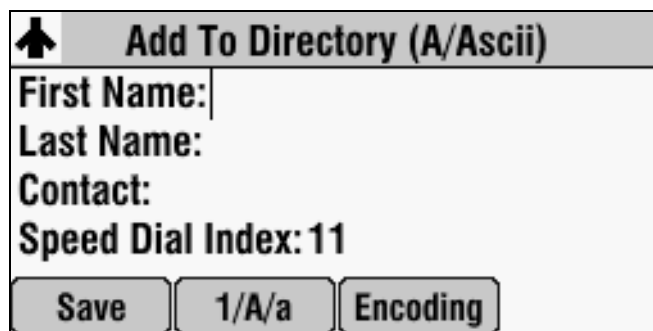 Add To Directory (A/Ascii)
First Name:
Last Name:
Contact:
Speed Dial Index: 11
Save 1/A/a Encoding